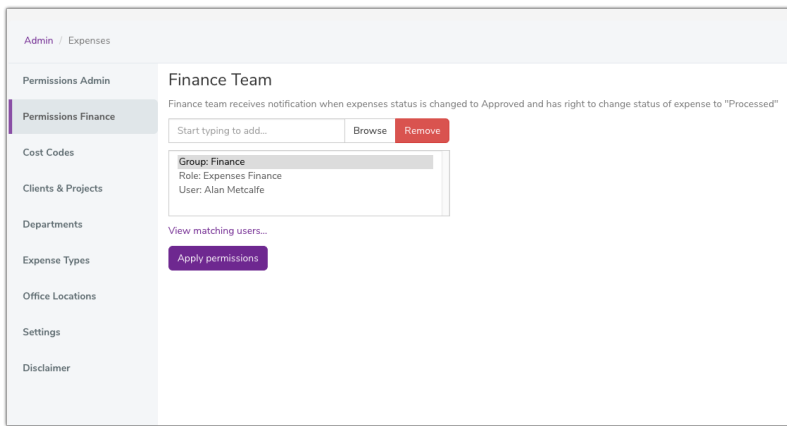 Admin / Expenses
Permissions Admin
Permissions Finance
Cost Codes
Clients & Projects
Departments
Expense Types
Office Locations
Settings
Disclaimer
Finance Team
Finance team receives notification when expenses status is changed to Approved and has right to change status of expense to "Processed"
Start typing to add... Browse Remove
Group: Finance
Role: Expenses Finance
User: Alan Metcalfe
View matching users...
Apply permissions